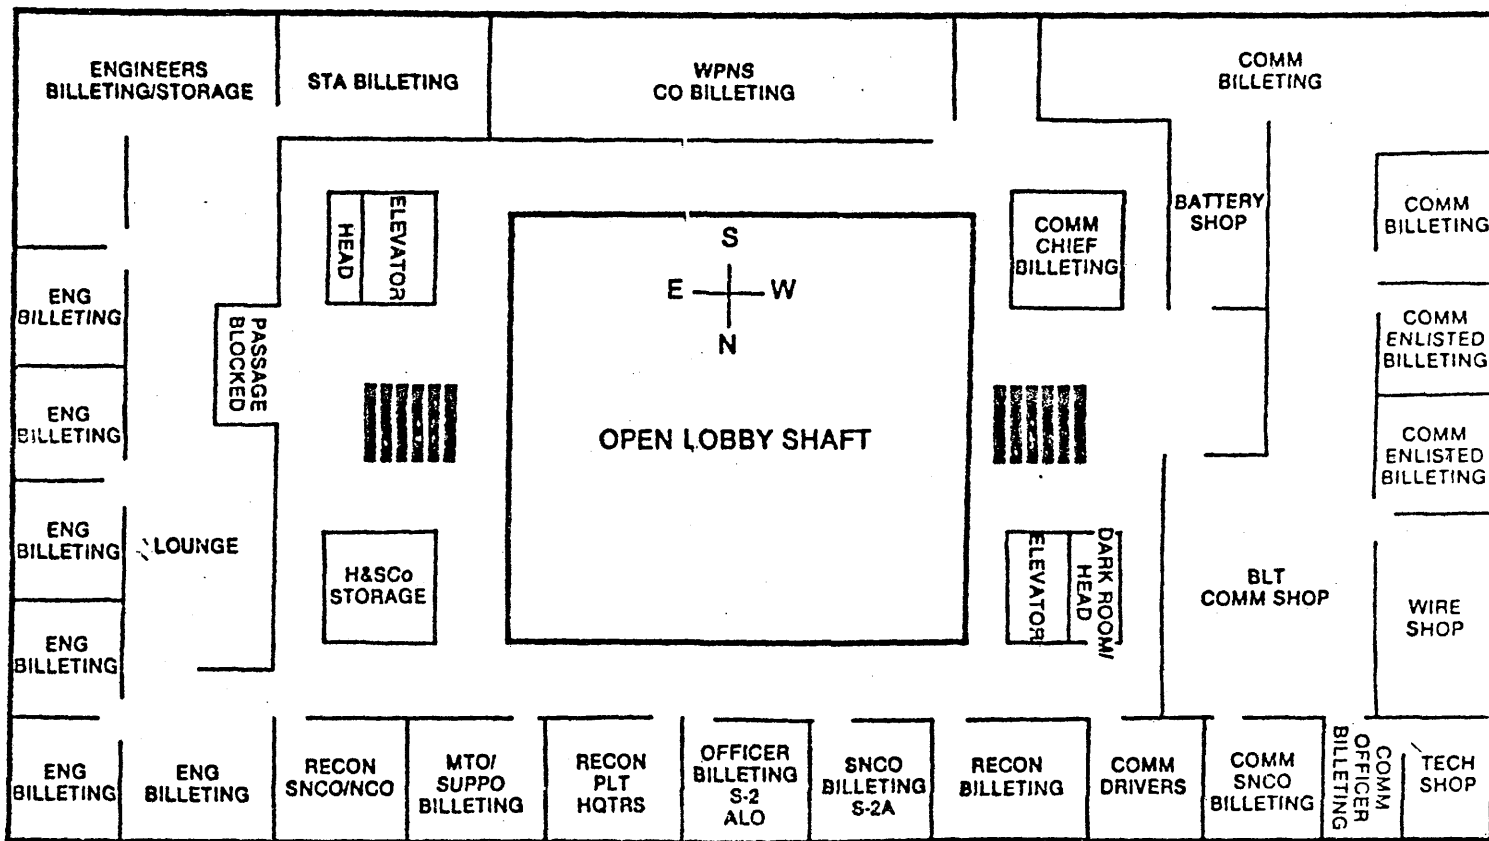 ENGINEERS
BILLETING/STORAGE
STA BILLETING
WPNS
CO BILLETING
COMM
BILLETING
HEAD
ELEVATOR
COMM
CHIEF
BILLETING
BATTERY
SHOP
COMM
BILLETING
S
E
W
N
ENG
BILLETING
PASSAGE
BLOCKED
COMM
ENLISTED
BILLETING
ENG
BILLETING
OPEN LOBBY SHAFT
COMM
ENLISTED
BILLETING
ENG
BILLETING
LOUNGE
H&SCo
STORAGE
ELEVATOR
DARK ROOM/
HEAD
BLT
COMM SHOP
WIRE
SHOP
ENG
BILLETING
ENG
BILLETING
ENG
BILLETING
RECON
SNCO/NCO
MTO/
SUPPO
BILLETING
RECON
PLT
HQTRS
OFFICER
BILLETING
S-2
ALO
SNCO
BILLETING
S-2A
RECON
BILLETING
COMM
DRIVERS
COMM
SNCO
BILLETING
COMM
OFFICER
BILLETING
TECH
SHOP